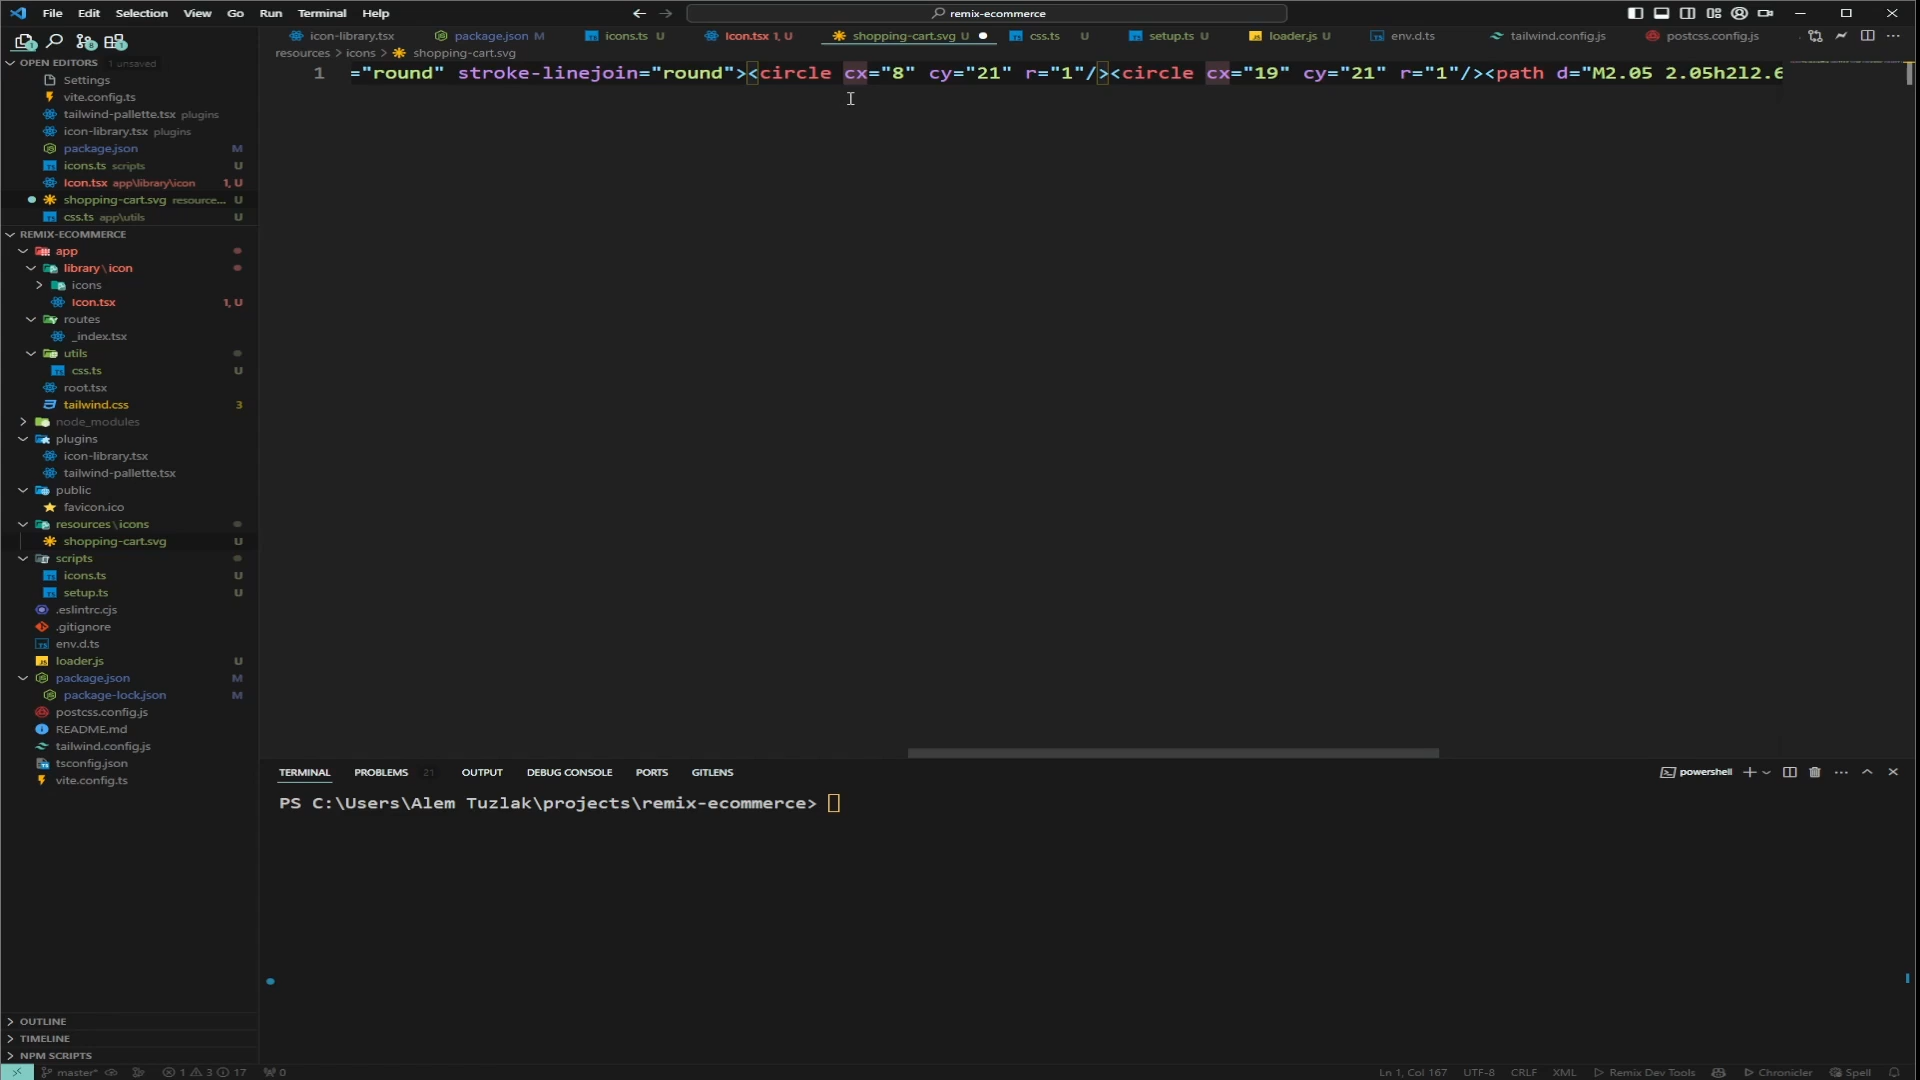 File Edit Selection View Go Run Terminal Help
remix-ecommerce
icon-library.tsx package.json M icons.ts U Icon.tsx 1, U shopping-cart.svg U css.ts U setup.ts U loader.js U env.d.ts tailwind.config.js postcss.config.js
resources > icons > shopping-cart.svg
1 ="round" stroke-linejoin="round"><circle cx="8" cy="21" r="1"/><circle cx="19" cy="21" r="1"/><path d="M2.05 2.05h2l2.6
OPEN EDITORS 1 unsaved
Settings
vite.config.ts
tailwind-pallette.tsx plugins
icon-library.tsx plugins
package.json M
icons.ts scripts U
Icon.tsx app\library\icon 1, U
shopping-cart.svg resource... U
css.ts app\utils U
REMIX-ECOMMERCE
app
library\icon
icons
Icon.tsx 1, U
routes
_index.tsx
utils
css.ts U
root.tsx
tailwind.css 3
node_modules
plugins
icon-library.tsx
tailwind-pallette.tsx
public
favicon.ico
resources\icons
shopping-cart.svg U
scripts
icons.ts U
setup.ts U
.eslintrc.cjs
.gitignore
env.d.ts
loader.js U
package.json M
package-lock.json M
postcss.config.js
README.md
tailwind.config.js
tsconfig.json
vite.config.ts
OUTLINE
TIMELINE
NPM SCRIPTS
TERMINAL PROBLEMS 21 OUTPUT DEBUG CONSOLE PORTS GITLENS powershell
PS C:\Users\Alem Tuzlak\projects\remix-ecommerce>
master* 1 3 17 0 Ln 1, Col 167 UTF-8 CRLF XML Remix Dev Tools Chronicler Spell